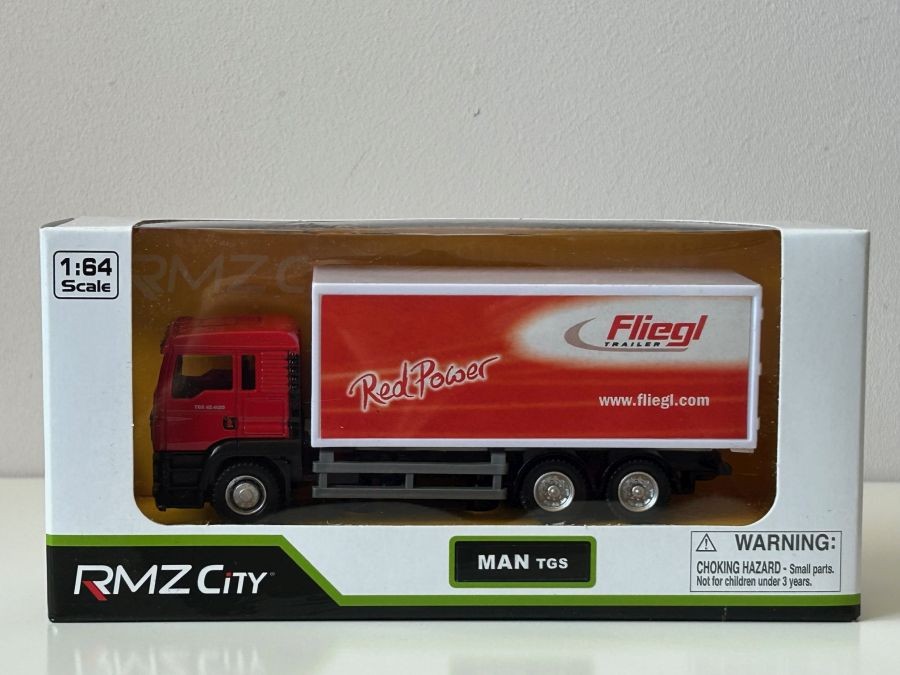 1:64
Scale
RMZ C
Fliegl
TRAILER
Red Power
www.fliegl.com
RMZ CiTY
MAN TGS
WARNING:
CHOKING HAZARD - Small parts.
Not for children under 3 years.